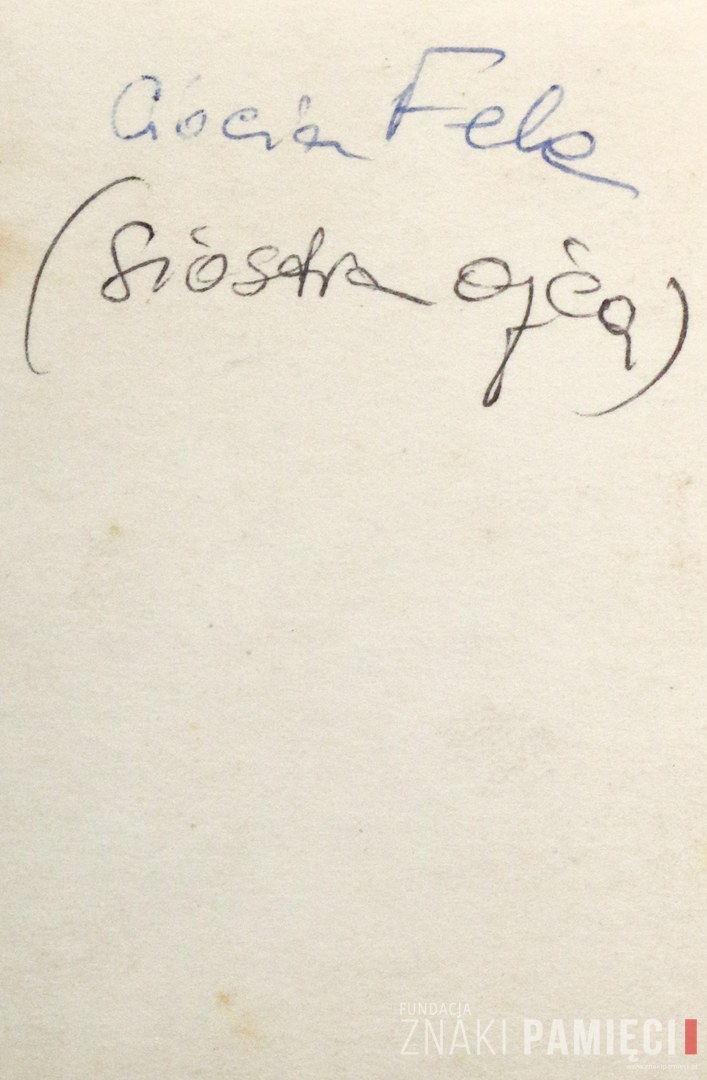 Ciocia Fela
(siostra ojca)
FUNDACJA
ZNAKI PAMIĘCI